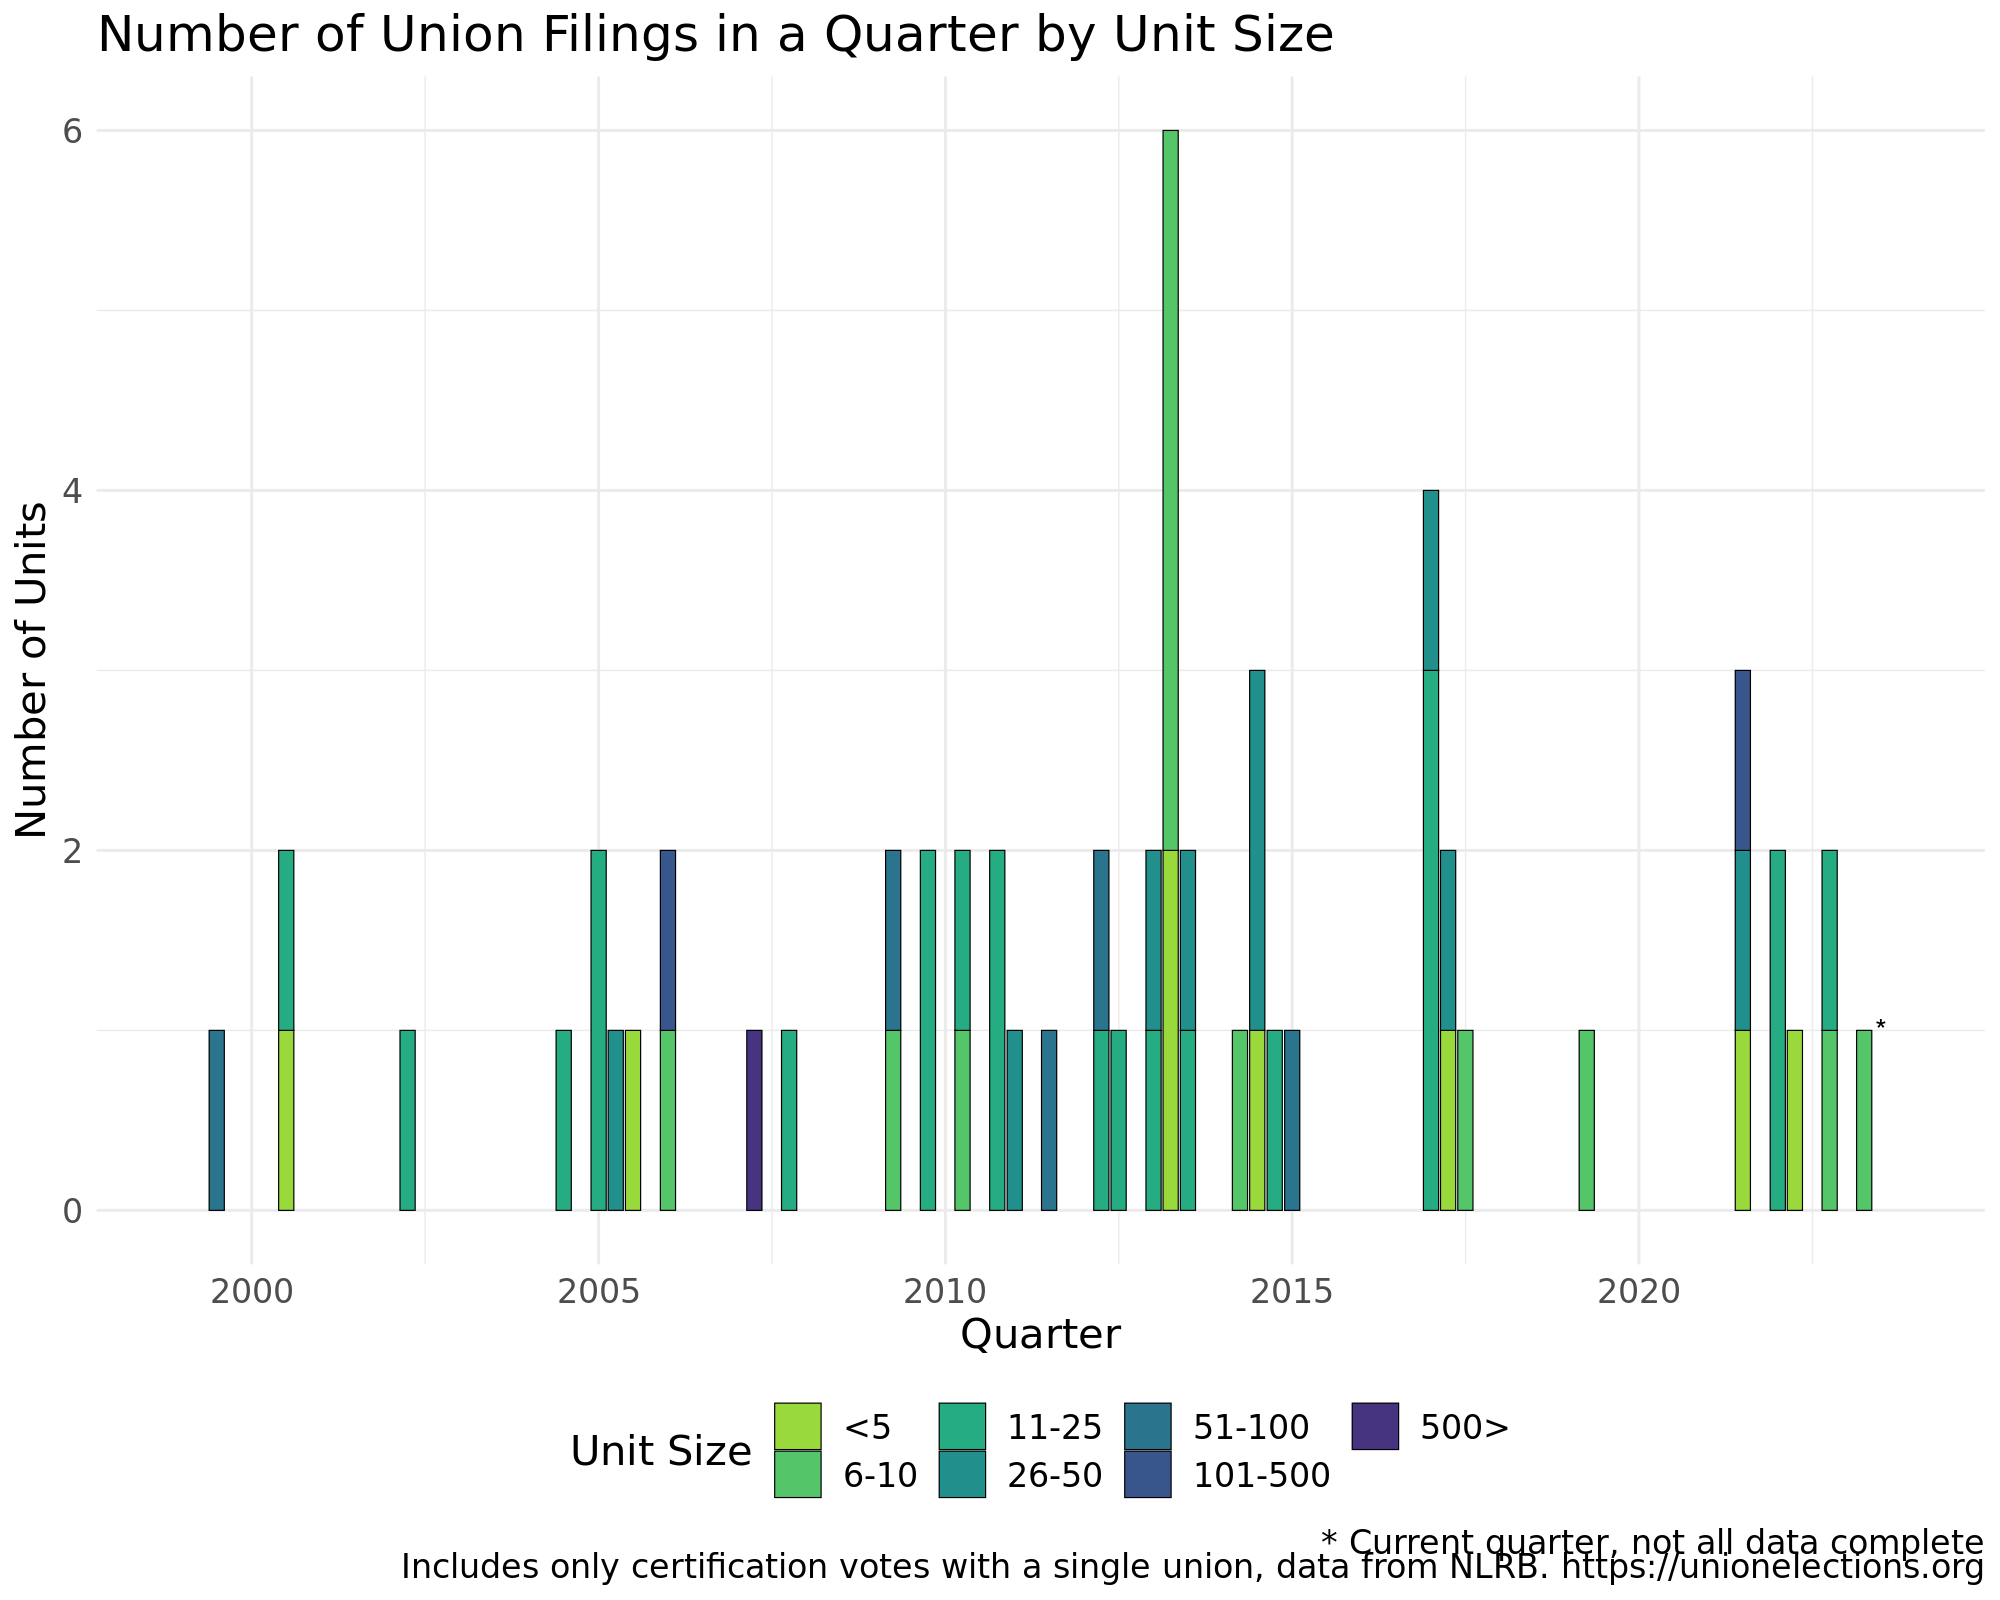 Number of Union Filings in a Quarter by Unit Size
Number of Units
6
4
2
0
*
2000 2005 2010 2015 2020
Quarter
Unit Size
<5 11-25 51-100 500>
6-10 26-50 101-500
* Current quarter, not all data complete
Includes only certification votes with a single union, data from NLRB. https://unionelections.org